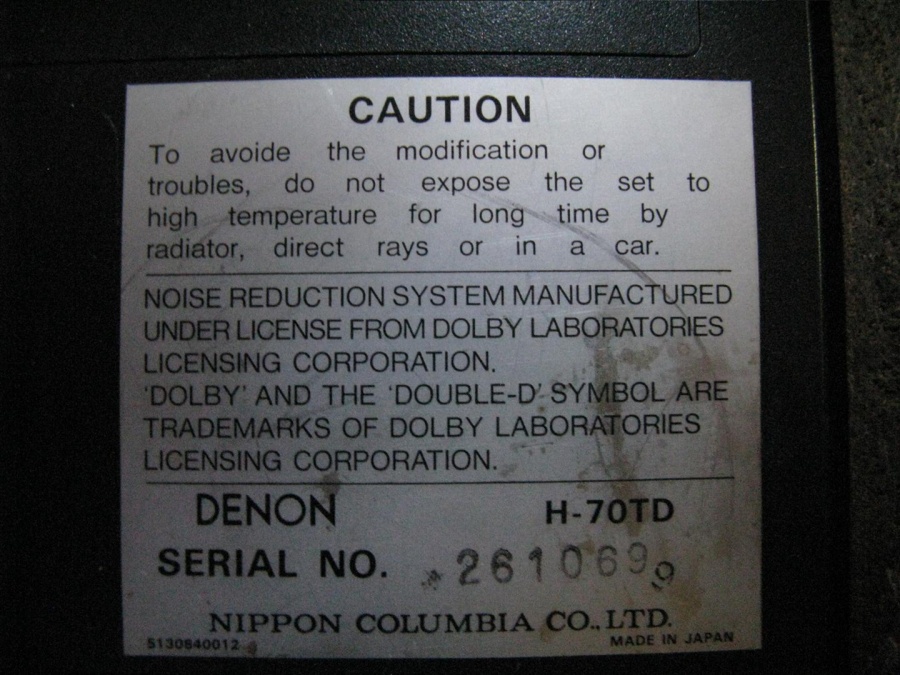 CAUTION
To avoide the modification or
troubles, do not expose the set to
high temperature for long time by
radiator, direct rays or in a car.
NOISE REDUCTION SYSTEM MANUFACTURED
UNDER LICENSE FROM DOLBY LABORATORIES
LICENSING CORPORATION.
'DOLBY' AND THE 'DOUBLE-D' SYMBOL ARE
TRADEMARKS OF DOLBY LABORATORIES
LICENSING CORPORATION.
DENON H-70TD
SERIAL NO. 2610699
NIPPON COLUMBIA CO., LTD.
5130840012 MADE IN JAPAN